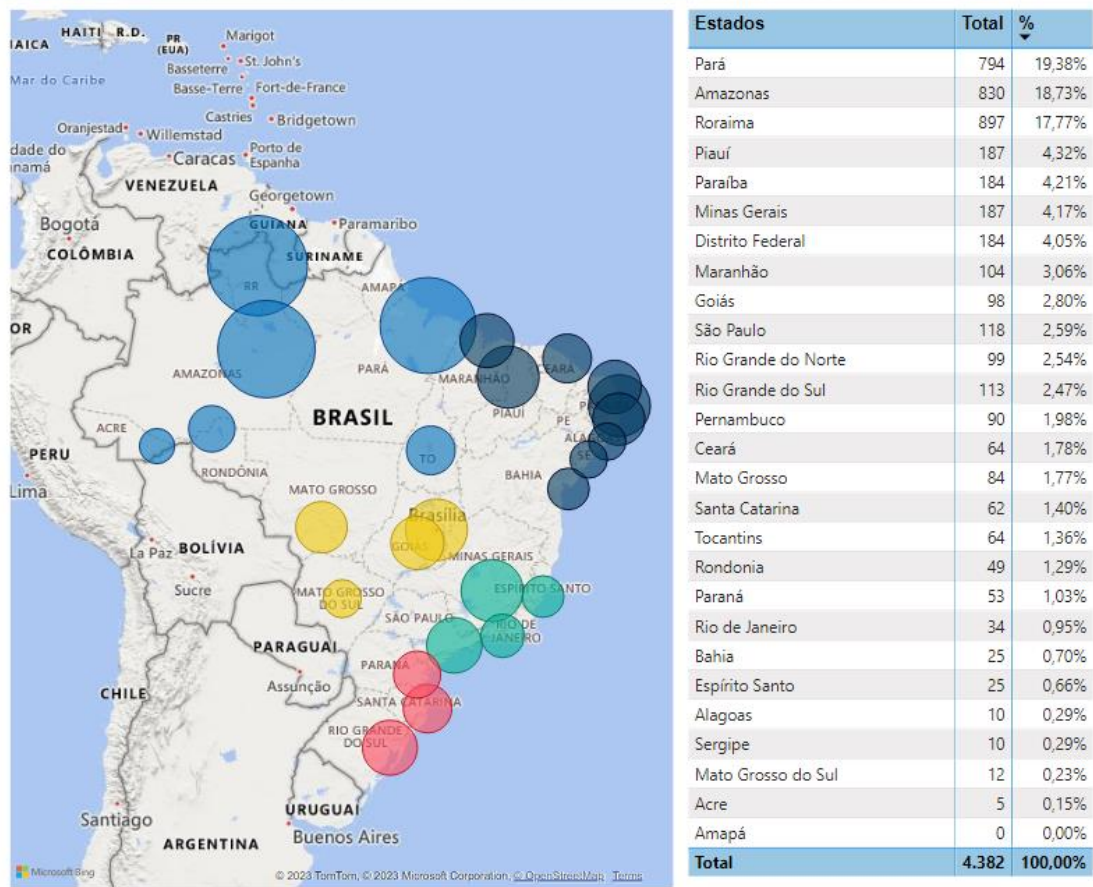 HAITI R.D.
AICA
PR
(EUA)
Marigot
Basseterre
St. John's
Mar do Caribe
Basse-Terre
Fort-de-France
Castries
Bridgetown
Oranjestad
Willemstad
dade do
namá
Caracas
Porto de
Espanha
VENEZUELA
Georgetown
Bogotá
GUIANA
Paramaribo
COLÔMBIA
SURINAME
RR
AMAPÁ
OR
AMAZONAS
PARÁ
MARANHÃO
CEARÁ
BRASIL
PIAUÍ
PE
ACRE
PERU
RONDÔNIA
TO
BAHIA
SE
Lima
MATO GROSSO
Brasília
La Paz
BOLÍVIA
GOIÁS
MINAS GERAIS
Sucre
MATO GROSSO
DO SUL
ESPÍRITO SANTO
SÃO PAULO
RIO DE
JANEIRO
PARAGUAI
PARANÁ
Assunção
CHILE
SANTA CATARINA
RIO GRANDE
DO SUL
URUGUAI
Santiago
Buenos Aires
ARGENTINA
Microsoft Bing
© 2023 TomTom, © 2023 Microsoft Corporation, © OpenStreetMap Terms
Estados Total %
Pará 794 19,38%
Amazonas 830 18,73%
Roraima 897 17,77%
Piauí 187 4,32%
Paraíba 184 4,21%
Minas Gerais 187 4,17%
Distrito Federal 184 4,05%
Maranhão 104 3,06%
Goiás 98 2,80%
São Paulo 118 2,59%
Rio Grande do Norte 99 2,54%
Rio Grande do Sul 113 2,47%
Pernambuco 90 1,98%
Ceará 64 1,78%
Mato Grosso 84 1,77%
Santa Catarina 62 1,40%
Tocantins 64 1,36%
Rondonia 49 1,29%
Paraná 53 1,03%
Rio de Janeiro 34 0,95%
Bahia 25 0,70%
Espírito Santo 25 0,66%
Alagoas 10 0,29%
Sergipe 10 0,29%
Mato Grosso do Sul 12 0,23%
Acre 5 0,15%
Amapá 0 0,00%
Total 4.382 100,00%